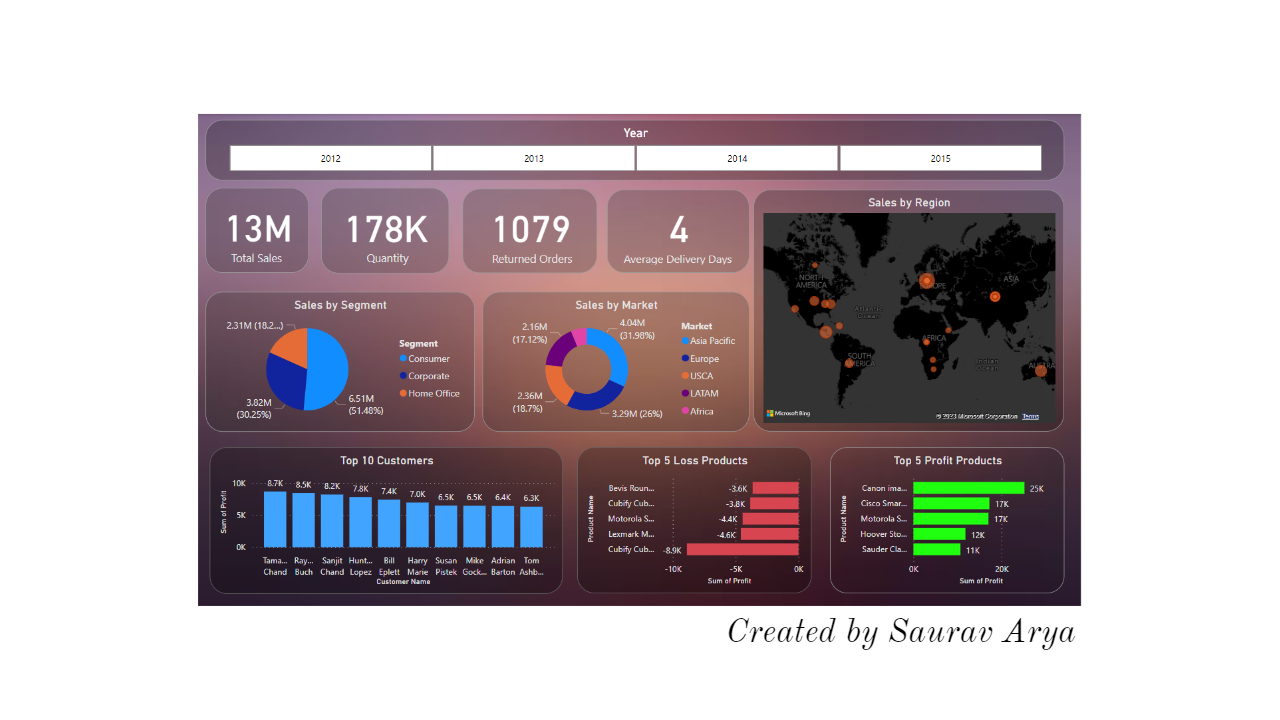 Year
2012
2013
2014
2015
13M
Total Sales
178K
Quantity
1079
Returned Orders
4
Average Delivery Days
Sales by Region
NORTH
AMERICA
ASIA
AFRICA
SOUTH
AMERICA
Microsoft Bing
© 2023 Microsoft Corporation Terms
Sales by Segment
2.31M (18.2...)
3.82M
(30.25%)
6.51M
(51.48%)
Segment
Consumer
Corporate
Home Office
Sales by Market
2.16M
(17.12%)
4.04M
(31.98%)
2.36M
(18.7%)
3.29M (26%)
Market
Asia Pacific
Europe
USCA
LATAM
Africa
Top 10 Customers
Sum of Profit
10K
5K
0K
8.7K
8.5K
8.2K
7.8K
7.4K
7.0K
6.5K
6.5K
6.4K
6.3K
Tama... Ray... Sanjit Hunt... Bill Harry Susan Mike Adrian Tom
Chand Buch Chand Lopez Eplett Marie Pistek Gock... Barton Ashb...
Customer Name
Top 5 Loss Products
Product Name
Bevis Roun... -3.6K
Cubify Cub... -3.8K
Motorola S... -4.4K
Lexmark M... -4.6K
Cubify Cub... -8.9K
-10K -5K 0K
Sum of Profit
Top 5 Profit Products
Product Name
Canon ima... 25K
Cisco Smar... 17K
Motorola S... 17K
Hoover Sto... 12K
Sauder Cla... 11K
0K 20K
Sum of Profit
Created by Saurav Arya